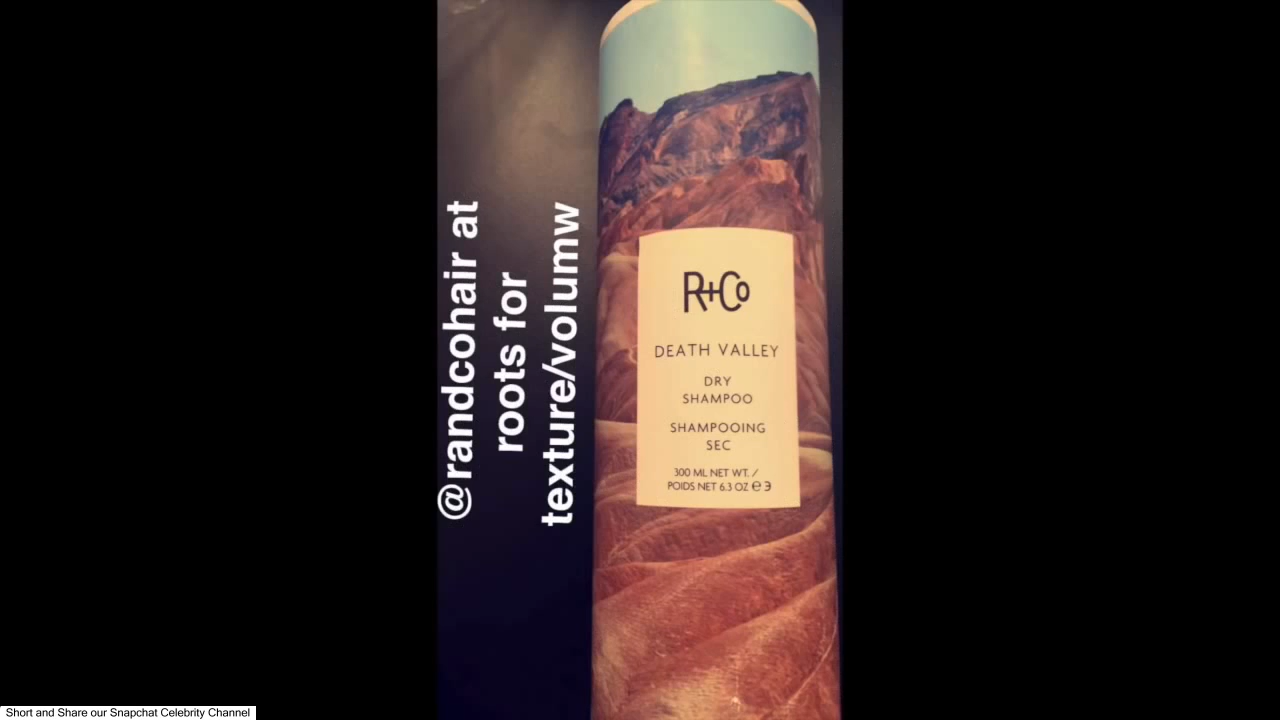 @randcohair at
roots for
texture/volumw
R+Co
DEATH VALLEY
DRY
SHAMPOO
SHAMPOOING
SEC
300 ML NET WT. /
POIDS NET 6.3 OZ ℮ 3
Short and Share our Snapchat Celebrity Channel